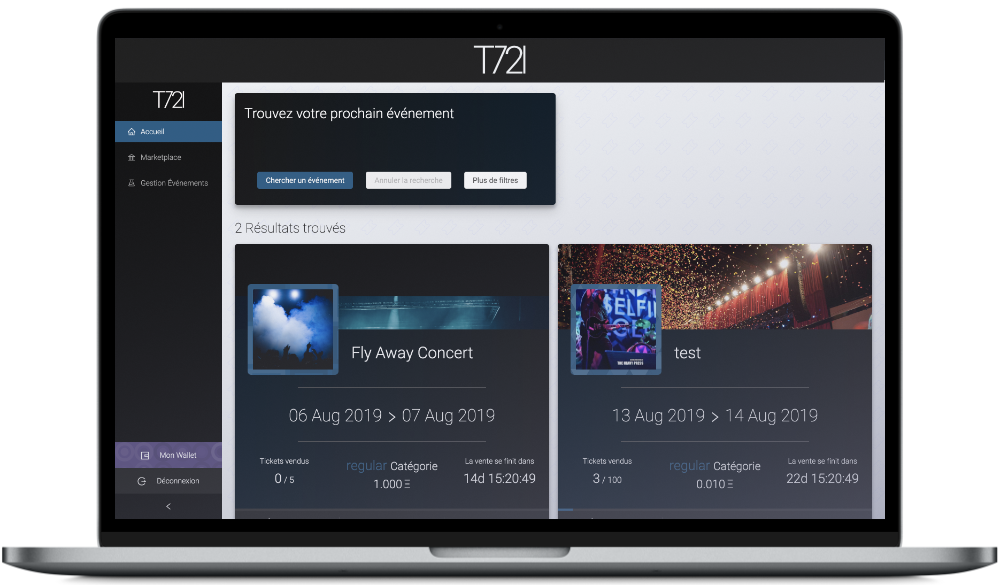 T721
T721
Accueil
Marketplace
Gestion Événements
Mon Wallet
Déconnexion
Trouvez votre prochain événement
Chercher un événement
Annuler la recherche
Plus de filtres
2 Résultats trouvés
Fly Away Concert
06 Aug 2019 > 07 Aug 2019
Tickets vendus
0 / 5
regular Catégorie
1.000 Ξ
La vente se finit dans
14d 15:20:49
SELFI
test
13 Aug 2019 > 14 Aug 2019
Tickets vendus
3 / 100
regular Catégorie
0.010 Ξ
La vente se finit dans
22d 15:20:49